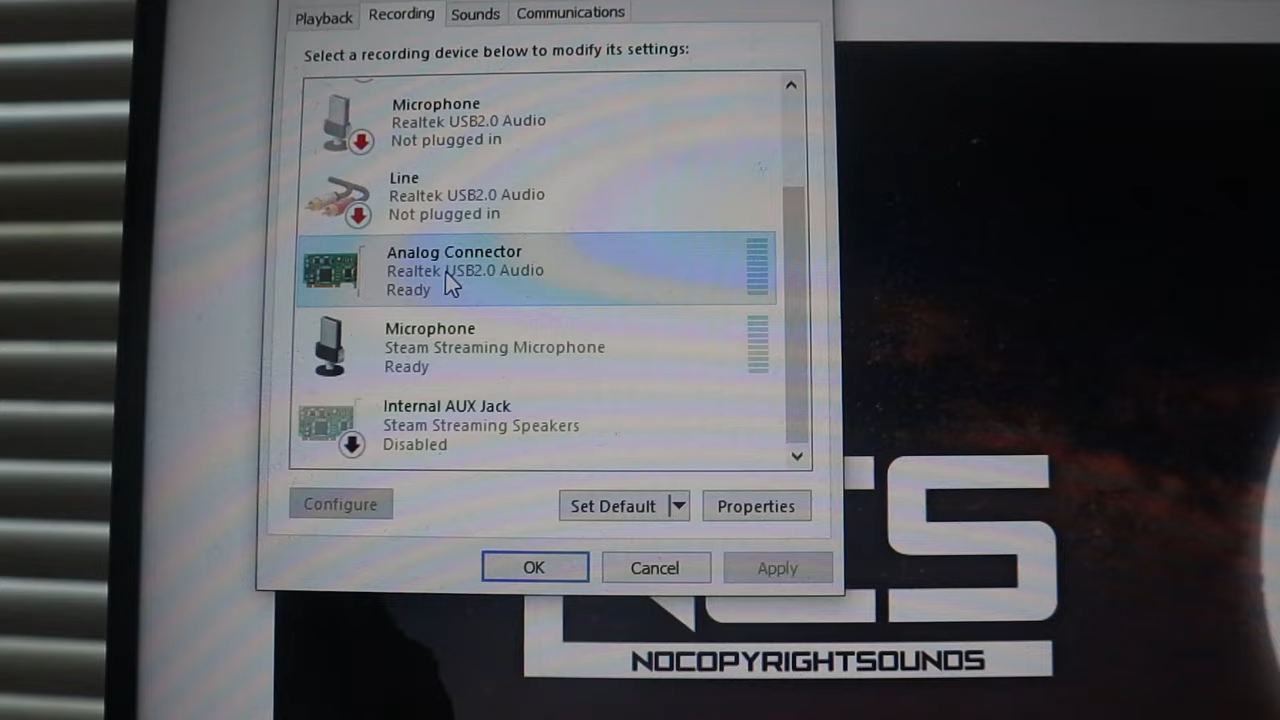 Playback
Recording
Sounds
Communications
Select a recording device below to modify its settings:
Microphone
Realtek USB2.0 Audio
Not plugged in
Line
Realtek USB2.0 Audio
Not plugged in
Analog Connector
Realtek USB2.0 Audio
Ready
Microphone
Steam Streaming Microphone
Ready
Internal AUX Jack
Steam Streaming Speakers
Disabled
Configure
Set Default
Properties
OK
Cancel
Apply
NOCOPYRIGHTSOUNDS